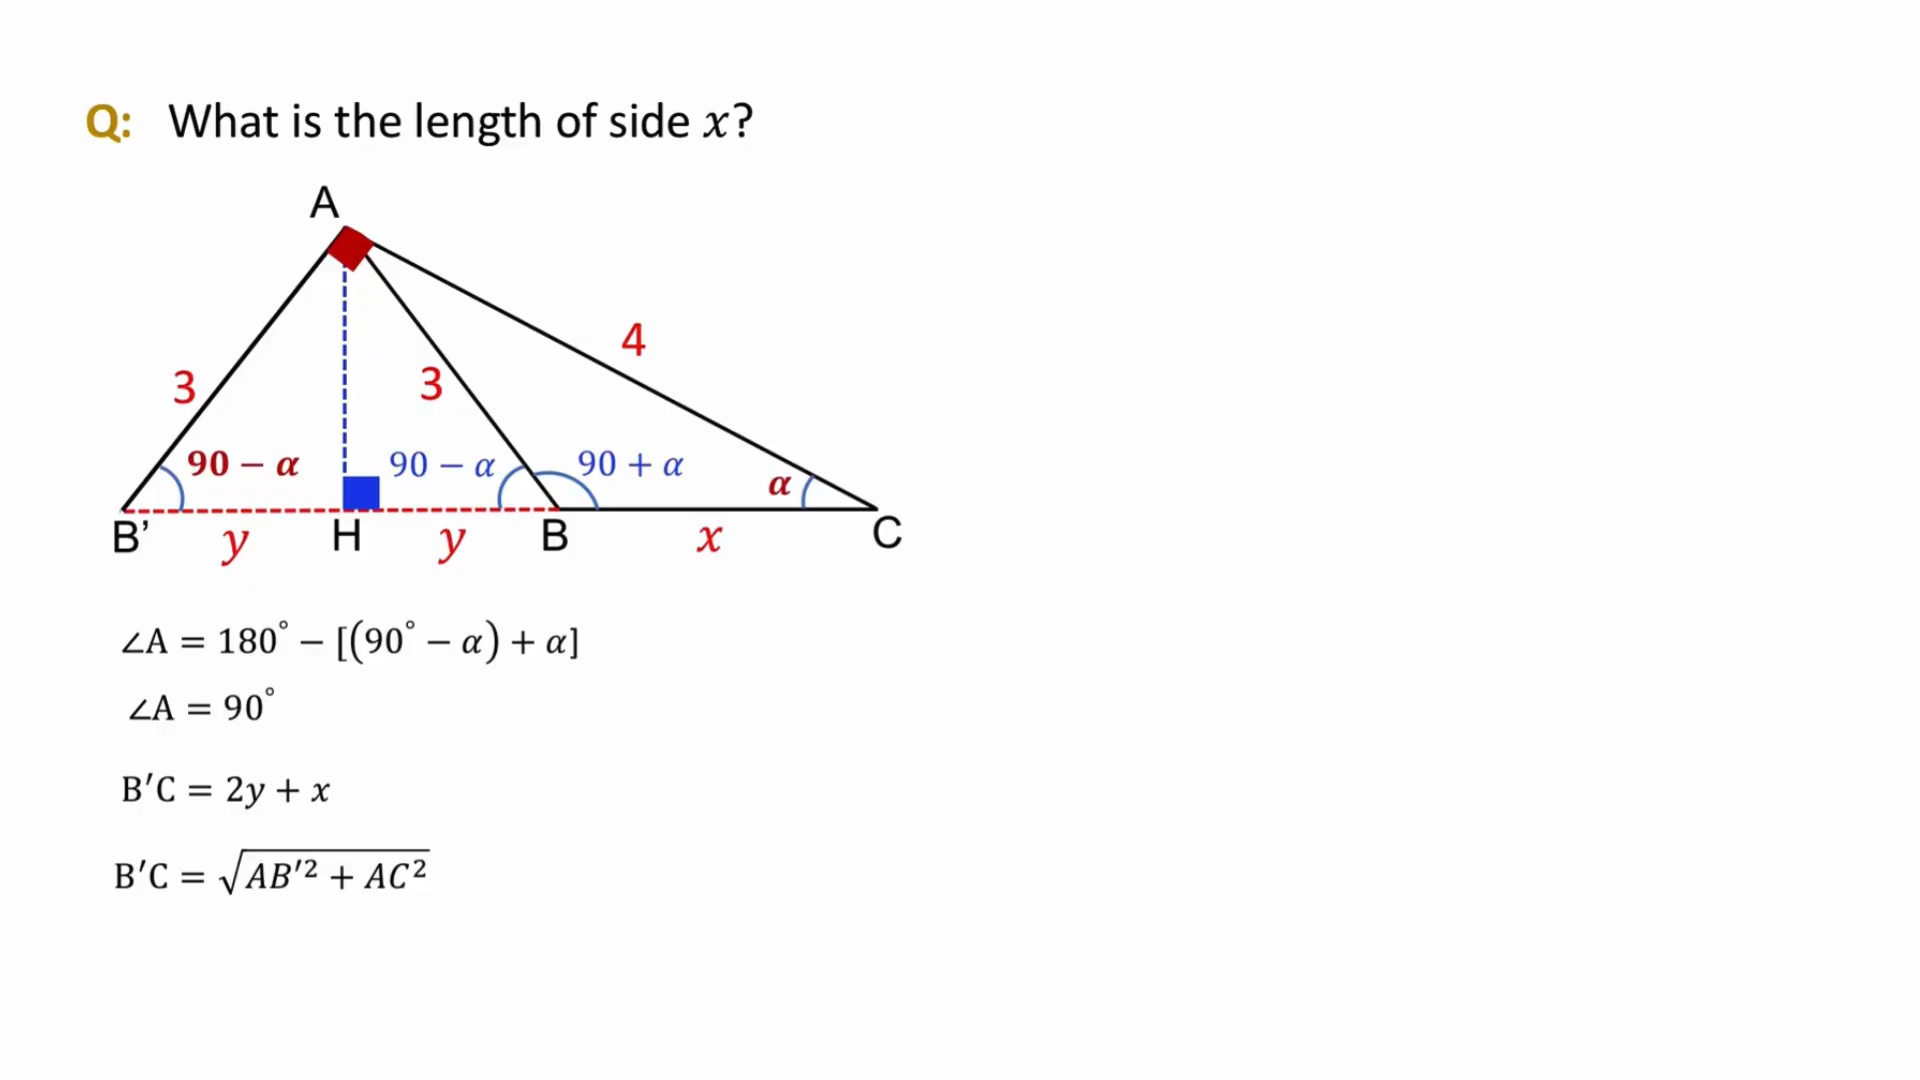 Q: What is the length of side x?
A
4
3
3
90 − α
90 − α
90 + α
α
B’
y
H
y
B
x
C
∠A = 180° − [(90° − α) + α]
∠A = 90°
B′C = 2y + x
B′C = √AB′² + AC²